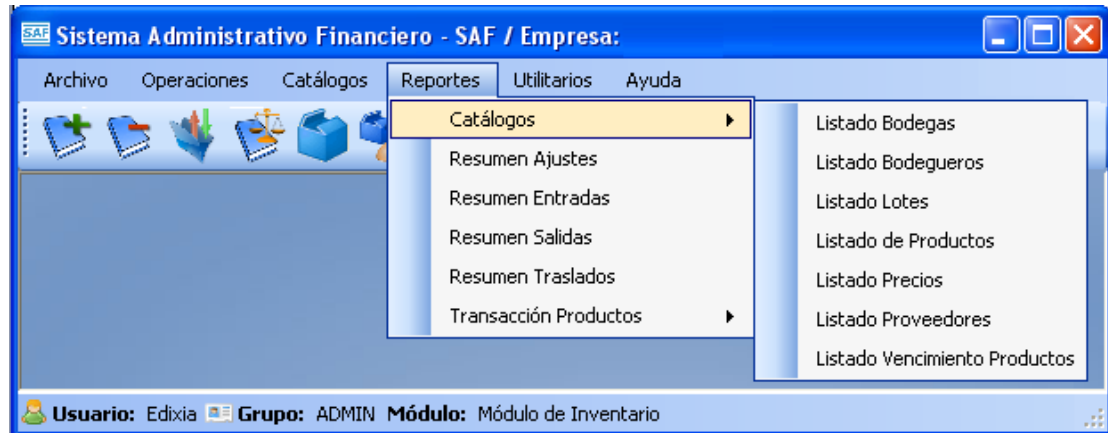 SAF Sistema Administrativo Financiero - SAF / Empresa:
Archivo Operaciones Catálogos Reportes Utilitarios Ayuda
Catálogos
Resumen Ajustes
Resumen Entradas
Resumen Salidas
Resumen Traslados
Transacción Productos
Listado Bodegas
Listado Bodegueros
Listado Lotes
Listado de Productos
Listado Precios
Listado Proveedores
Listado Vencimiento Productos
Usuario: Edixia Grupo: ADMIN Módulo: Módulo de Inventario